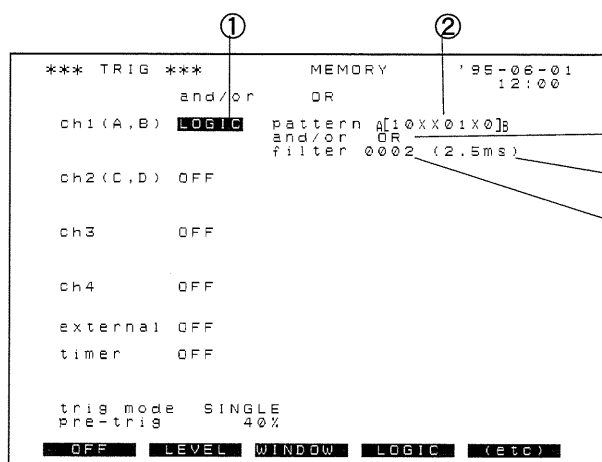 ① ②
*** TRIG *** MEMORY '95-06-01
12:00
and/or OR
ch1(A,B) LOGIC pattern A[10XX01X0]B
and/or OR
filter 0002 (2.5ms)
ch2(C,D) OFF
ch3 OFF
ch4 OFF
external OFF
timer OFF
trig mode SINGLE
pre-trig 40%
OFF LEVEL WINDOW LOGIC (etc)